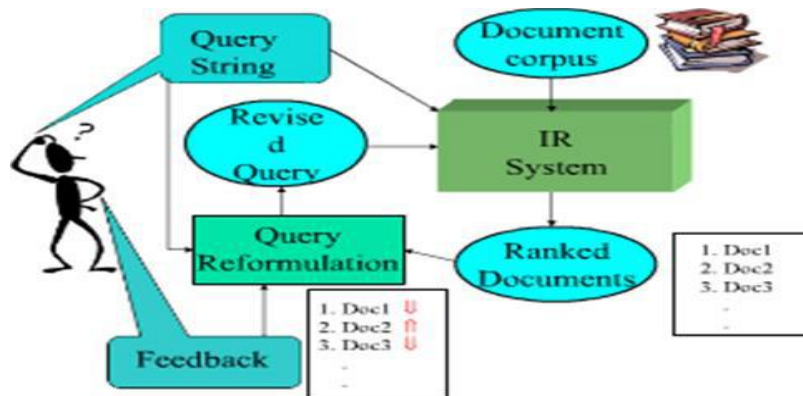 Query
String
Document
corpus
?
Revise
d
Query
IR
System
Query
Reformulation
Ranked
Documents
1. Doc1
2. Doc2
3. Doc3
.
.
1. Doc1 ⇓
2. Doc2 ⇑
3. Doc3 ⇓
.
.
Feedback